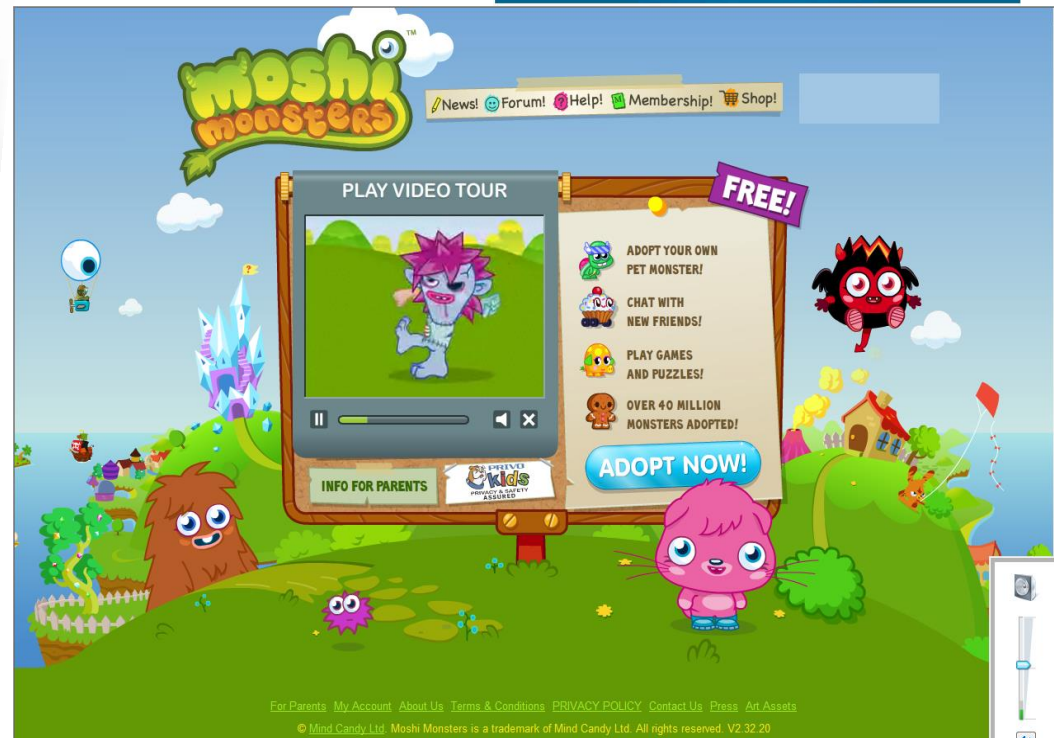 moshi monsters TM
News! Forum! Help! Membership! Shop!
PLAY VIDEO TOUR
FREE!
ADOPT YOUR OWN
PET MONSTER!
CHAT WITH
NEW FRIENDS!
PLAY GAMES
AND PUZZLES!
OVER 40 MILLION
MONSTERS ADOPTED!
ADOPT NOW!
INFO FOR PARENTS
PRIVO
Kids
PRIVACY & SAFETY
ASSURED
For Parents My Account About Us Terms & Conditions PRIVACY POLICY Contact Us Press Art Assets
© Mind Candy Ltd. Moshi Monsters is a trademark of Mind Candy Ltd. All rights reserved. V2.32.20